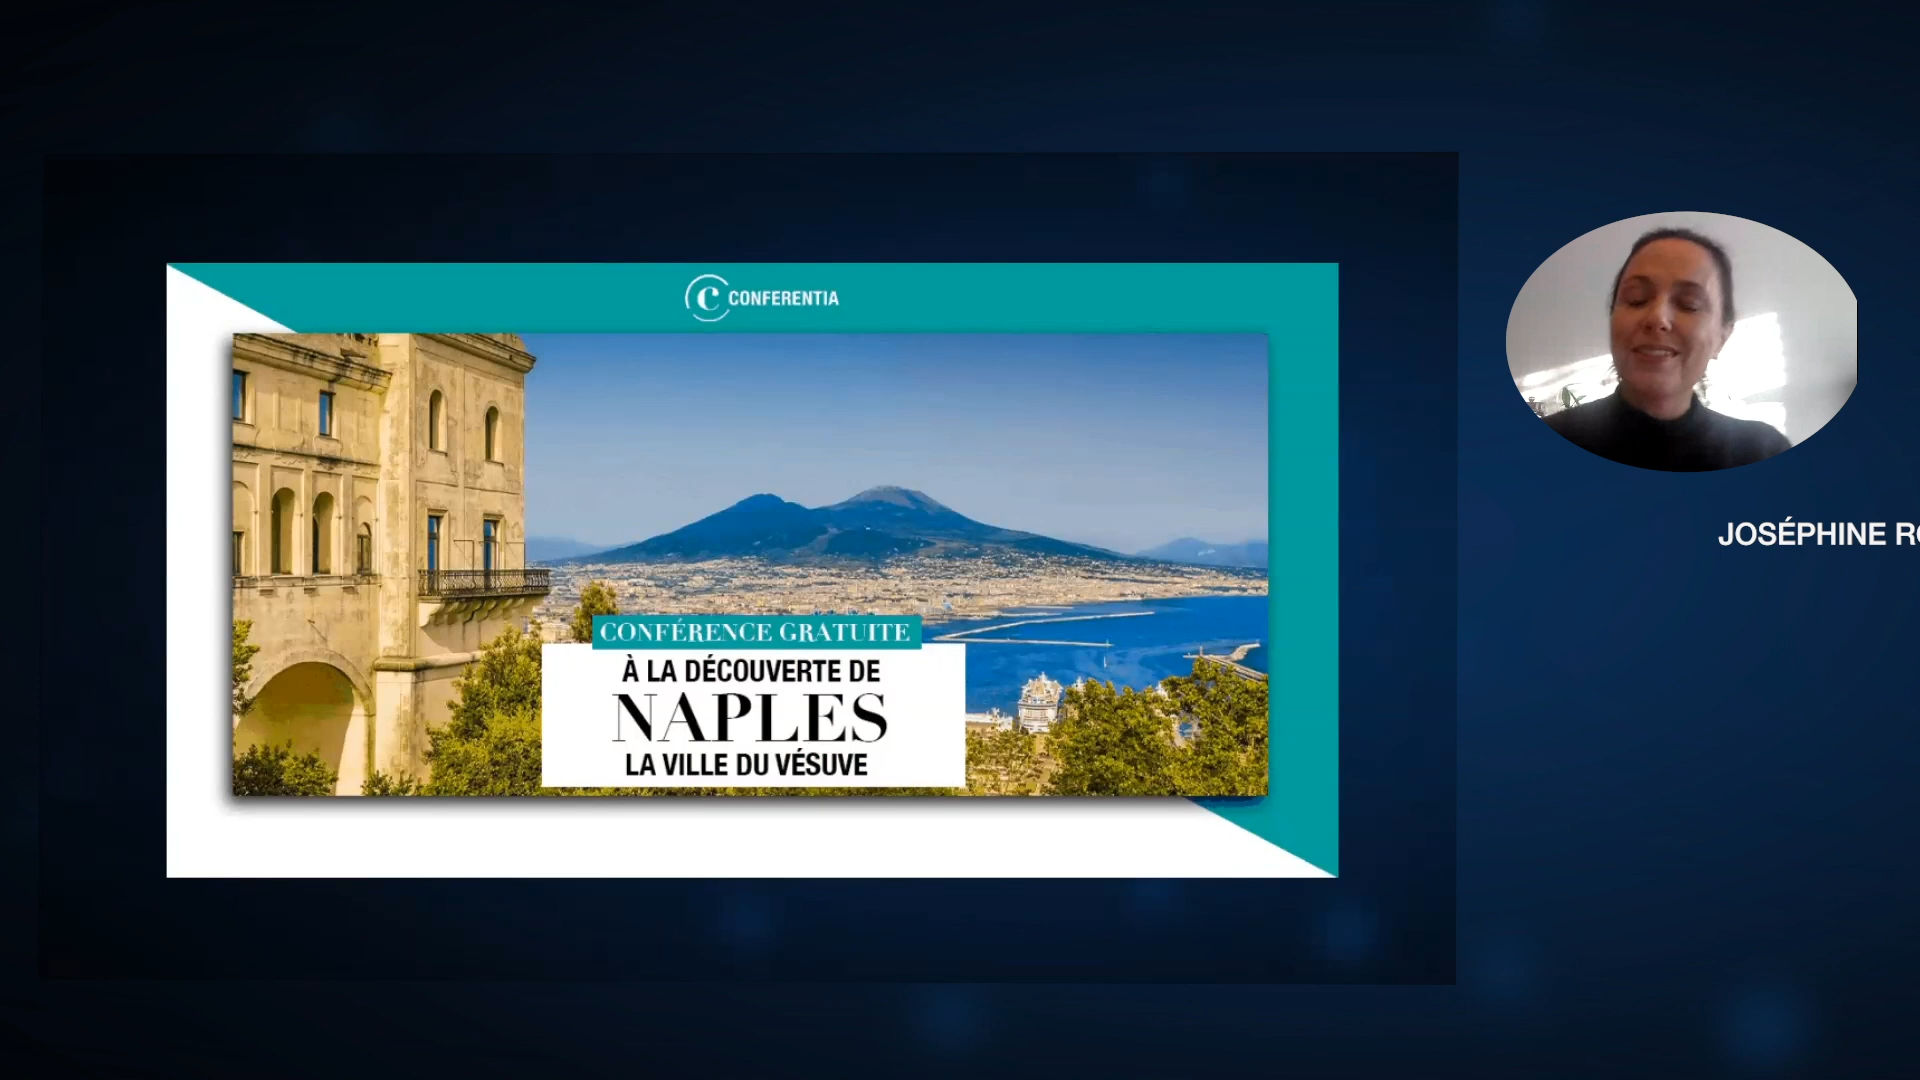 CONFERENTIA
CONFÉRENCE GRATUITE
À LA DÉCOUVERTE DE
NAPLES
LA VILLE DU VÉSUVE
JOSÉPHINE